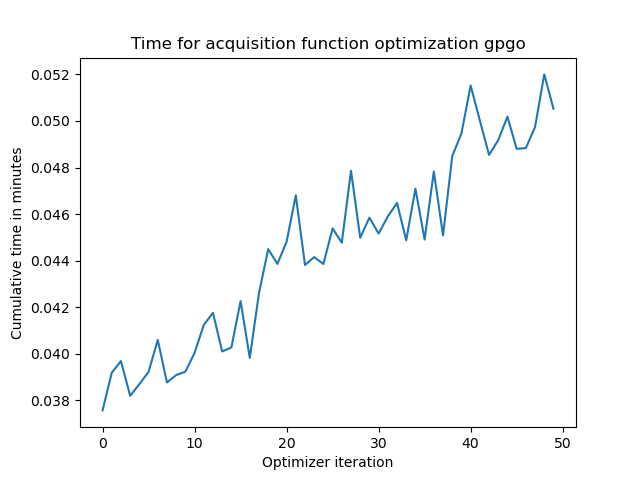 Time for acquisition function optimization gpgo
Cumulative time in minutes
0.052
0.050
0.048
0.046
0.044
0.042
0.040
0.038
0 10 20 30 40 50
Optimizer iteration